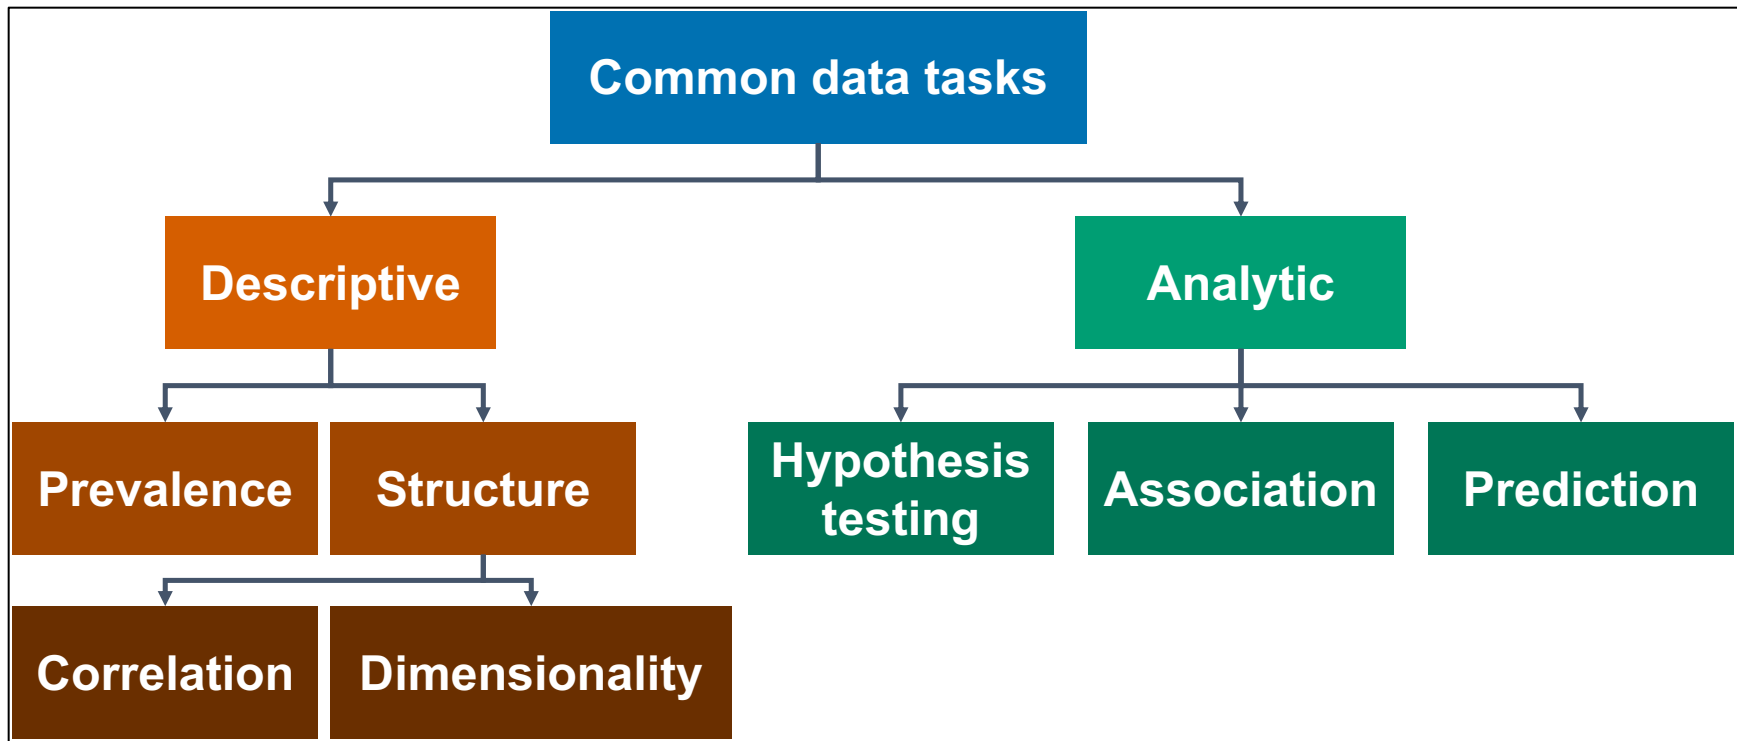 Common data tasks
Descriptive
Analytic
Prevalence
Structure
Hypothesis
testing
Association
Prediction
Correlation
Dimensionality